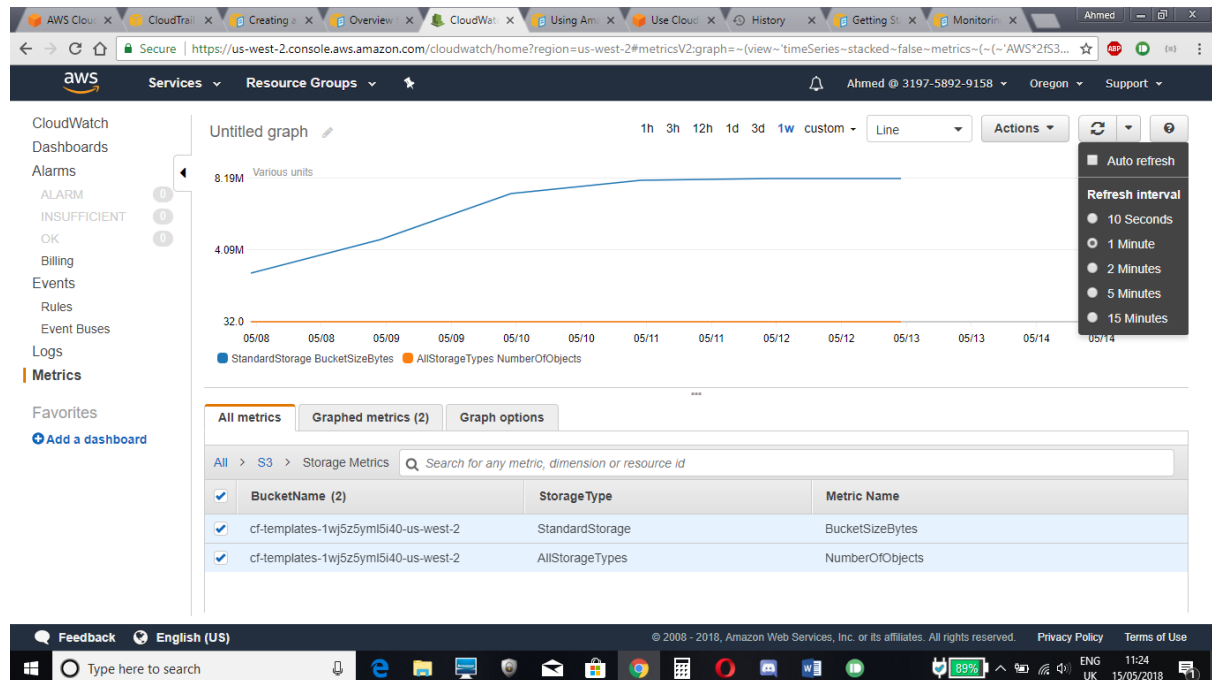 AWS Clou
CloudTrail
Creating a
Overview
CloudWat
Using Am
Use Cloud
History
Getting St
Monitorin
Ahmed
Secure
https://us-west-2.console.aws.amazon.com/cloudwatch/home?region=us-west-2#metricsV2:graph=~(view~'timeSeries~stacked~false~metrics~(~(~'AWS*2fS3...
ABP
aws
Services
Resource Groups
Ahmed @ 3197-5892-9158
Oregon
Support
CloudWatch
Dashboards
Alarms
ALARM 0
INSUFFICIENT 0
OK 0
Billing
Events
Rules
Event Buses
Logs
Metrics
Favorites
Add a dashboard
Untitled graph
1h 3h 12h 1d 3d 1w custom
Line
Actions
Auto refresh
Refresh interval
10 Seconds
1 Minute
2 Minutes
5 Minutes
15 Minutes
Various units
8.19M
4.09M
32.0
05/08 05/08 05/09 05/09 05/10 05/10 05/11 05/11 05/12 05/12 05/13 05/13 05/14 05/14
StandardStorage BucketSizeBytes AllStorageTypes NumberOfObjects
All metrics
Graphed metrics (2)
Graph options
All > S3 > Storage Metrics
Search for any metric, dimension or resource id
BucketName (2) StorageType Metric Name
cf-templates-1wj5z5yml5i40-us-west-2 StandardStorage BucketSizeBytes
cf-templates-1wj5z5yml5i40-us-west-2 AllStorageTypes NumberOfObjects
Feedback
English (US)
© 2008 - 2018, Amazon Web Services, Inc. or its affiliates. All rights reserved.
Privacy Policy
Terms of Use
Type here to search
89%
ENG
UK
11:24
15/05/2018